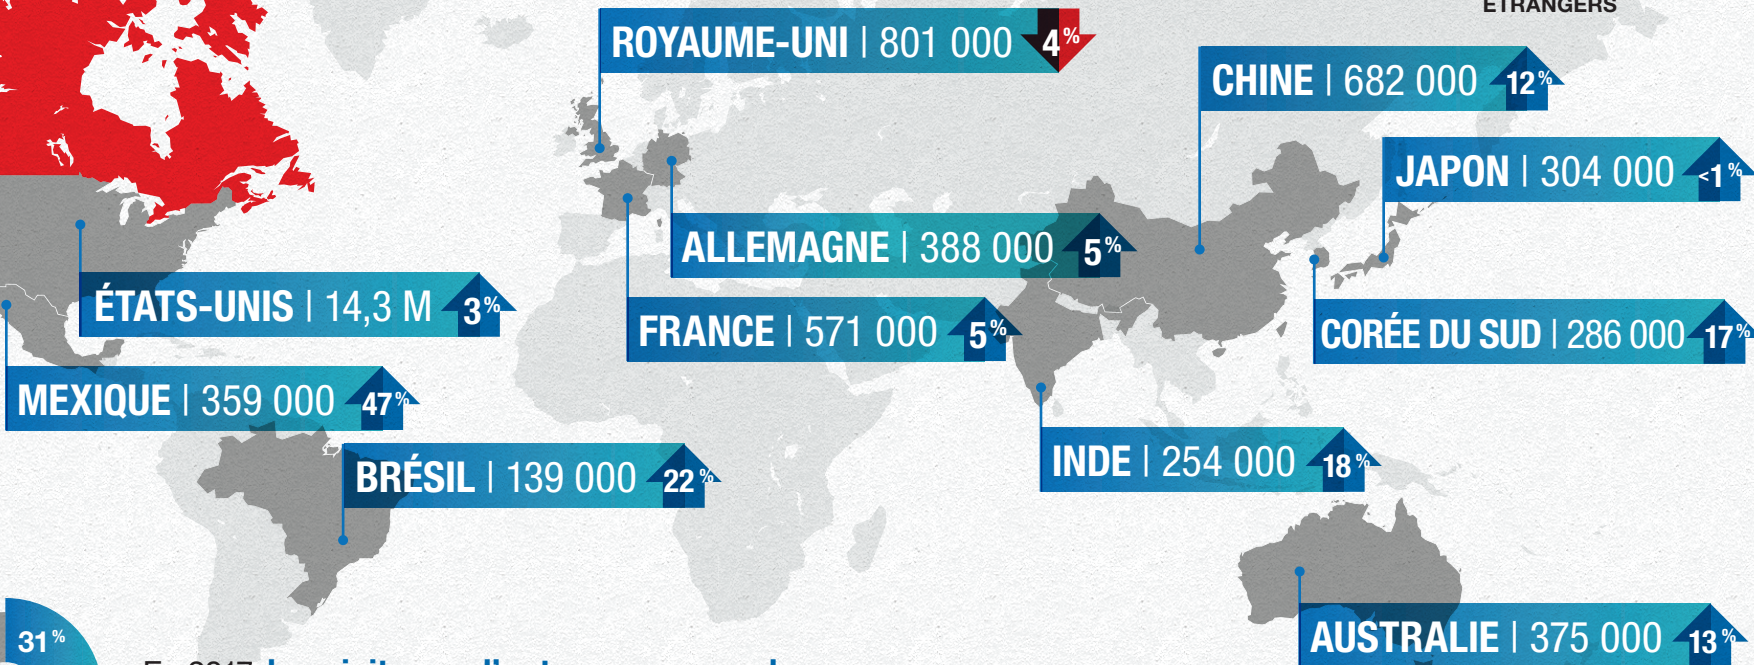 ÉTRANGERS
ROYAUME-UNI | 801 000 4%
CHINE | 682 000 12%
JAPON | 304 000 <1%
ALLEMAGNE | 388 000 5%
ÉTATS-UNIS | 14,3 M 3%
FRANCE | 571 000 5%
CORÉE DU SUD | 286 000 17%
MEXIQUE | 359 000 47%
BRÉSIL | 139 000 22%
INDE | 254 000 18%
AUSTRALIE | 375 000 13%
31%
En 2017